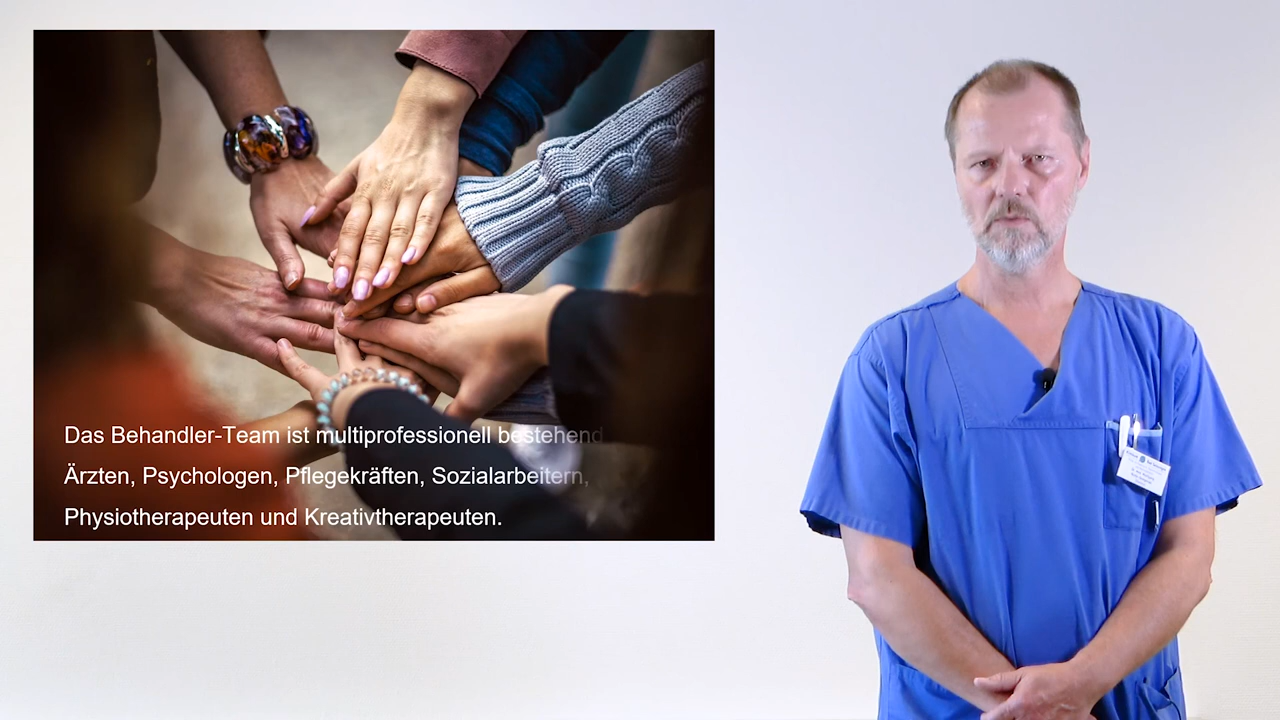 Das Behandler-Team ist multiprofessionell bestehend
Ärzten, Psychologen, Pflegekräften, Sozialarbeitern,
Physiotherapeuten und Kreativtherapeuten.